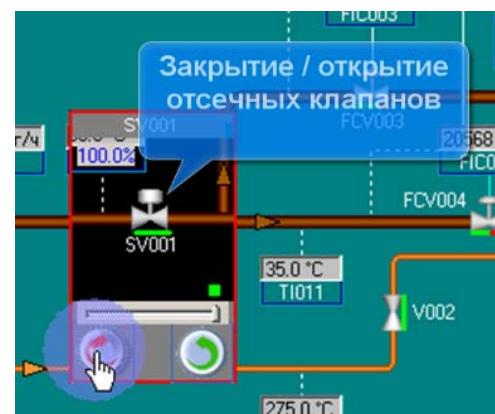 FIC003
Закрытие / открытие
отсечных клапанов
SV001
FCV003
г/ч
100.0%
20568
FIC0
FCV004
SV001
35.0 °C
TI011
V002
275.0 °C